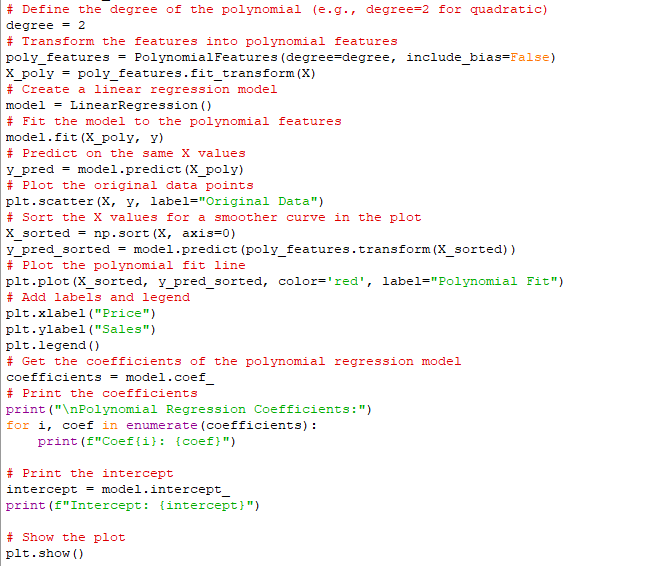 # Define the degree of the polynomial (e.g., degree=2 for quadratic)
degree = 2
# Transform the features into polynomial features
poly_features = PolynomialFeatures(degree=degree, include_bias=False)
X_poly = poly_features.fit_transform(X)
# Create a linear regression model
model = LinearRegression()
# Fit the model to the polynomial features
model.fit(X_poly, y)
# Predict on the same X values
y_pred = model.predict(X_poly)
# Plot the original data points
plt.scatter(X, y, label="Original Data")
# Sort the X values for a smoother curve in the plot
X_sorted = np.sort(X, axis=0)
y_pred_sorted = model.predict(poly_features.transform(X_sorted))
# Plot the polynomial fit line
plt.plot(X_sorted, y_pred_sorted, color='red', label="Polynomial Fit")
# Add labels and legend
plt.xlabel("Price")
plt.ylabel("Sales")
plt.legend()
# Get the coefficients of the polynomial regression model
coefficients = model.coef_
# Print the coefficients
print("\nPolynomial Regression Coefficients:")
for i, coef in enumerate(coefficients):
    print(f"Coef{i}: {coef}")

# Print the intercept
intercept = model.intercept_
print(f"Intercept: {intercept}")

# Show the plot
plt.show()